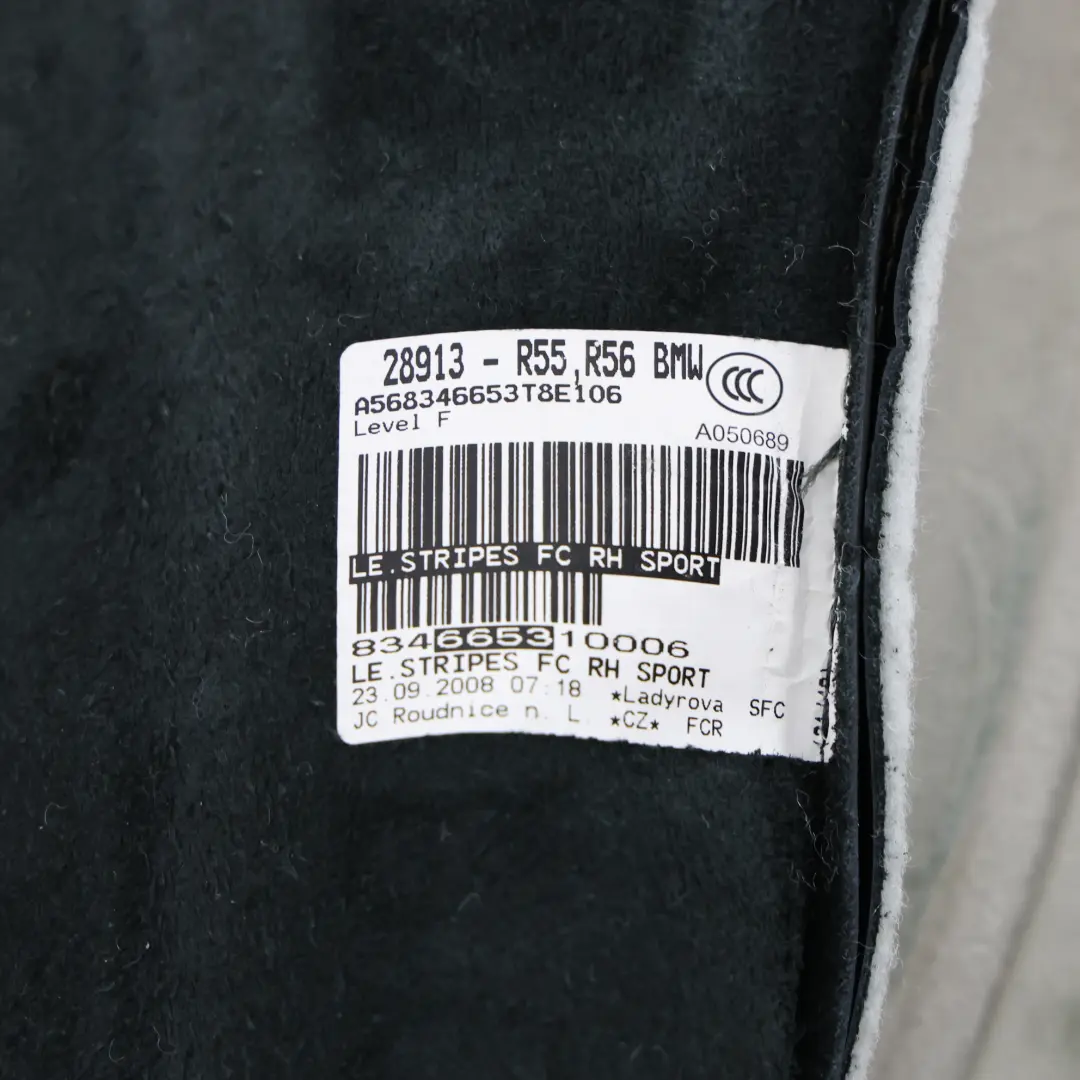 28913 - R55,R56 BMW
CCC
A568346653T8E106
Level F
A050689
LE.STRIPES FC RH SPORT
834665310006
LE.STRIPES FC RH SPORT
23.09.2008 07:18 *Ladyrova SFC
JC Roudnice n. L. *CZ* FCR